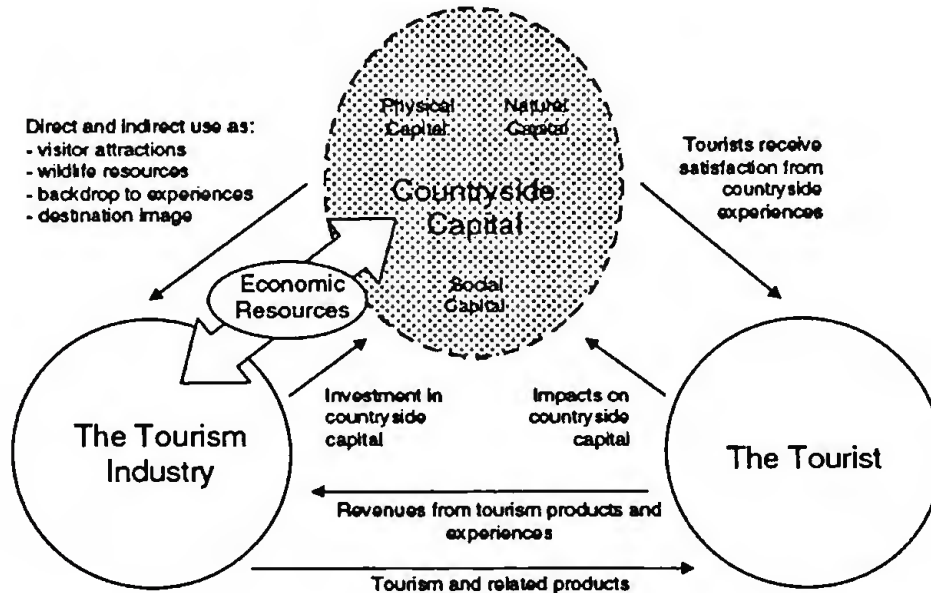 Physical
Capital
Natural
Capital
Direct and indirect use as:
- visitor attractions
- wildlife resources
- backdrop to experiences
- destination image
Tourists receive
satisfaction from
countryside
experiences
Countryside
Capital
Economic
Resources
Social
Capital
Investment in
countryside
capital
Impacts on
countryside
capital
The Tourism
Industry
The Tourist
Revenues from tourism products and
experiences
Tourism and related products